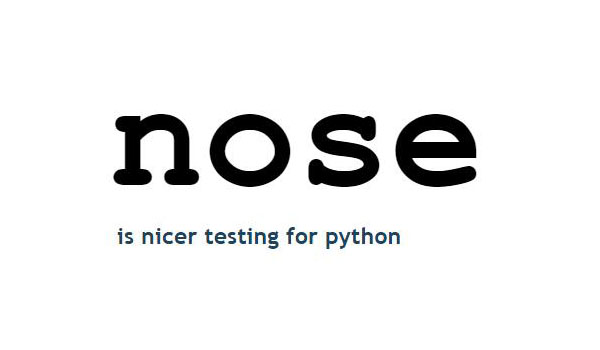 nose
is nicer testing for python